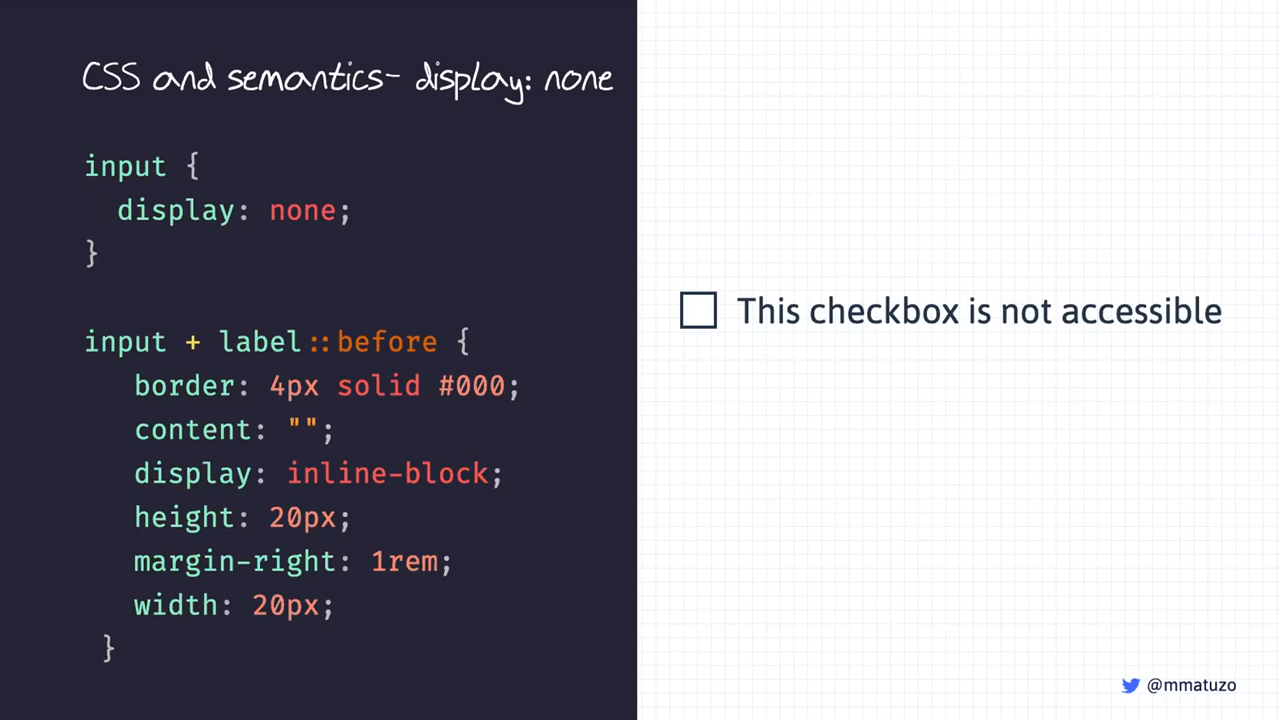 CSS and semantics- display: none
input {
  display: none;
}
input + label::before {
   border: 4px solid #000;
   content: "";
   display: inline-block;
   height: 20px;
   margin-right: 1rem;
   width: 20px;
 }
This checkbox is not accessible
@mmatuzo